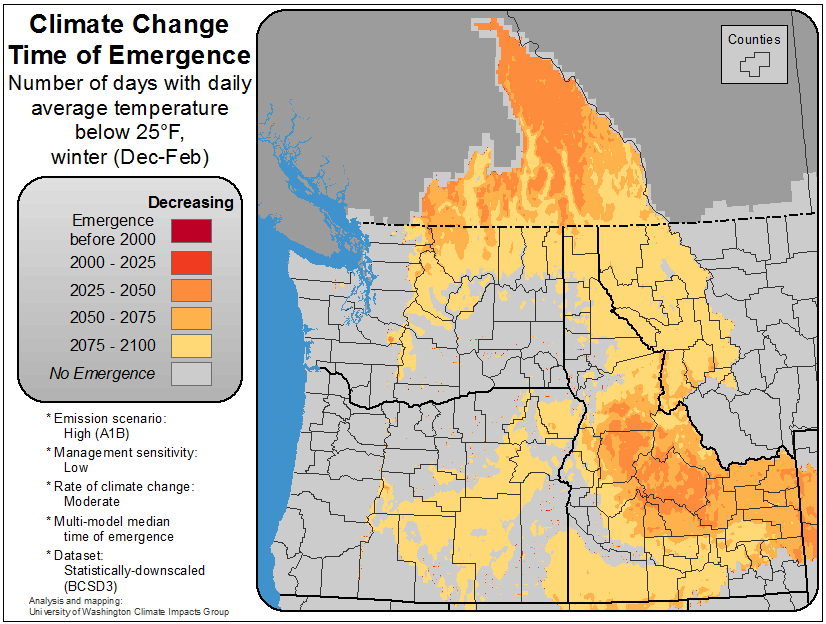 Climate Change
Time of Emergence
Number of days with daily
average temperature
below 25°F,
winter (Dec-Feb)
Decreasing
Emergence
before 2000
2000 - 2025
2025 - 2050
2050 - 2075
2075 - 2100
No Emergence
* Emission scenario:
High (A1B)
* Management sensitivity:
Low
* Rate of climate change:
Moderate
* Multi-model median
time of emergence
* Dataset:
Statistically-downscaled
(BCSD3)
Analysis and mapping:
University of Washington Climate Impacts Group
Counties